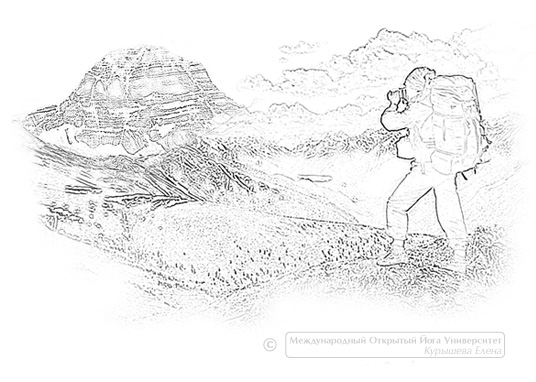 © Международный Открытый Йога Университет
Курышева Елена